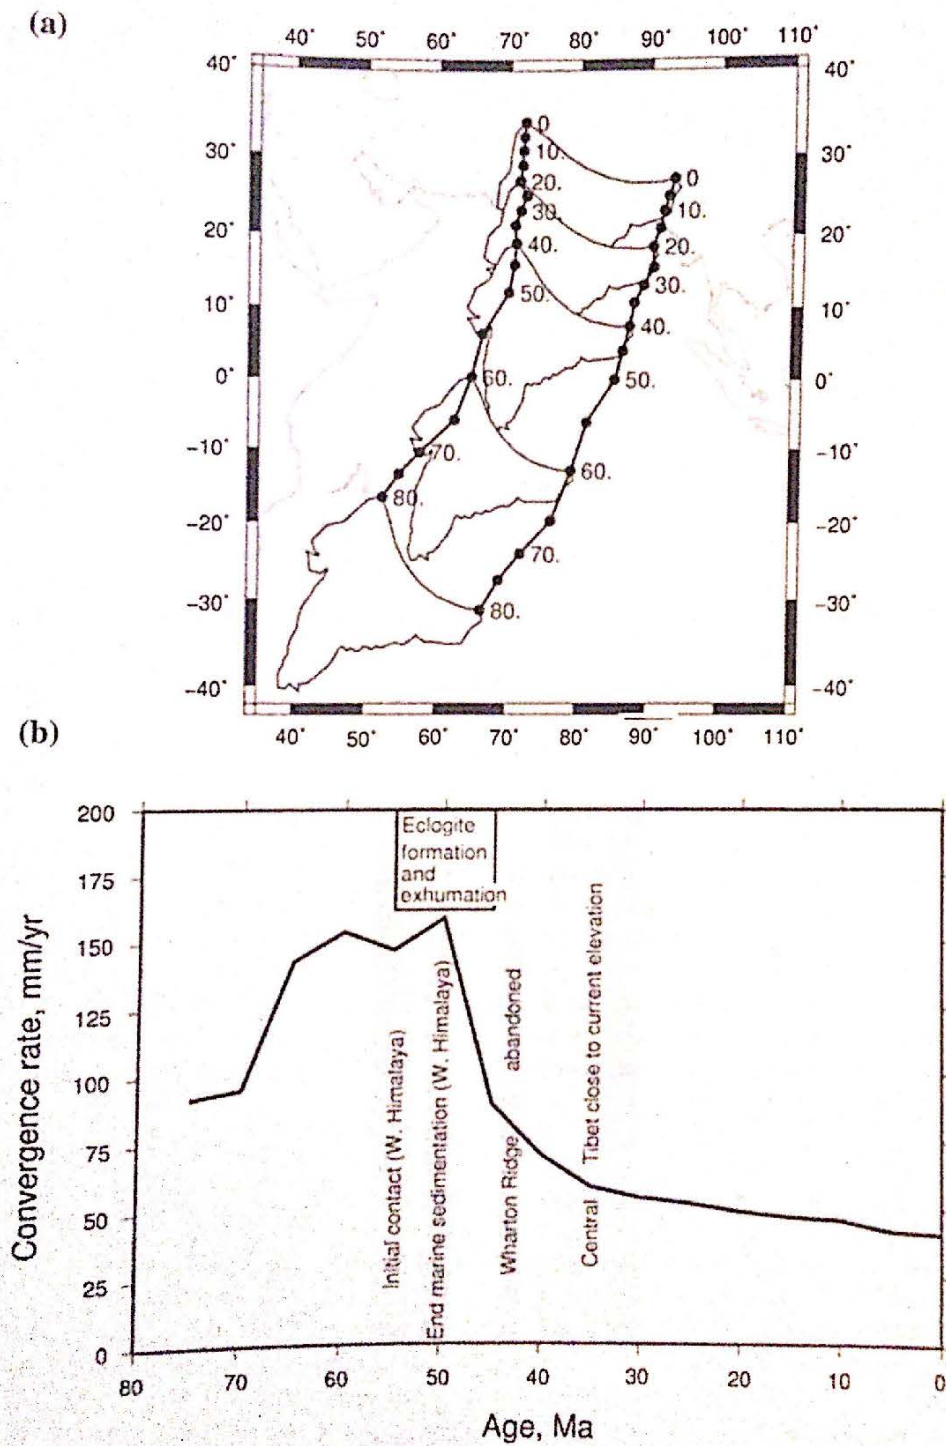 (a)
40° 50° 60° 70° 80° 90° 100° 110°
40° 40°
0
30° 10. 0 30°
20. 10.
30.
20° 40. 20. 20°
30.
10° 50. 10°
40.
0° 60. 50. 0°
-10° 70. -10°
60.
80.
-20° -20°
70.
-30° 80. -30°
-40° -40°
(b)
40° 50° 60° 70° 80° 90° 100° 110°
200
175
150
125
100
75
50
25
0
Convergence rate, mm/yr
Eclogite
formation
and
exhumation
Initial contact (W. Himalaya)
End marine sedimentation (W. Himalaya)
Wharton Ridge abandoned
Central Tibet close to current elevation
80 70 60 50 40 30 20 10 0
Age, Ma